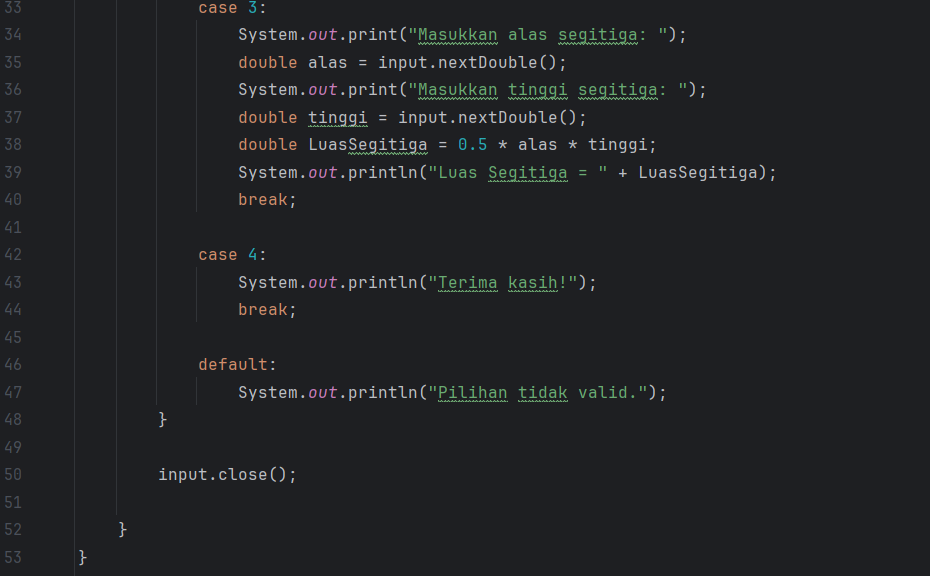 33 case 3:
34 System.out.print("Masukkan alas segitiga: ");
35 double alas = input.nextDouble();
36 System.out.print("Masukkan tinggi segitiga: ");
37 double tinggi = input.nextDouble();
38 double LuasSegitiga = 0.5 * alas * tinggi;
39 System.out.println("Luas Segitiga = " + LuasSegitiga);
40 break;
41
42 case 4:
43 System.out.println("Terima kasih!");
44 break;
45
46 default:
47 System.out.println("Pilihan tidak valid.");
48 }
49
50 input.close();
51
52 }
53 }